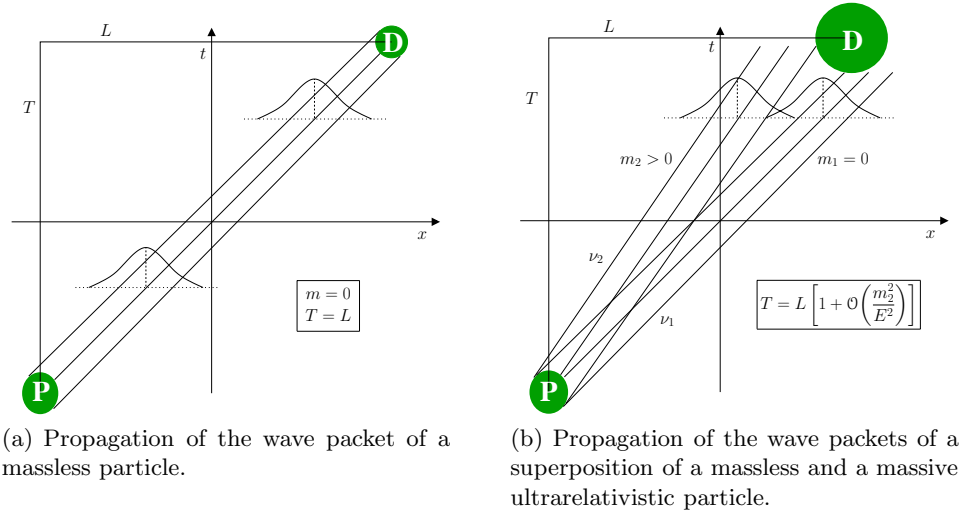 L
t
D
T
x
m = 0
T = L
P
(a) Propagation of the wave packet of a
massless particle.
L
t
D
T
m₂ > 0
m₁ = 0
x
ν₂
T = L [1 + O(m₂²/E²)]
ν₁
P
(b) Propagation of the wave packets of a
superposition of a massless and a massive
ultrarelativistic particle.